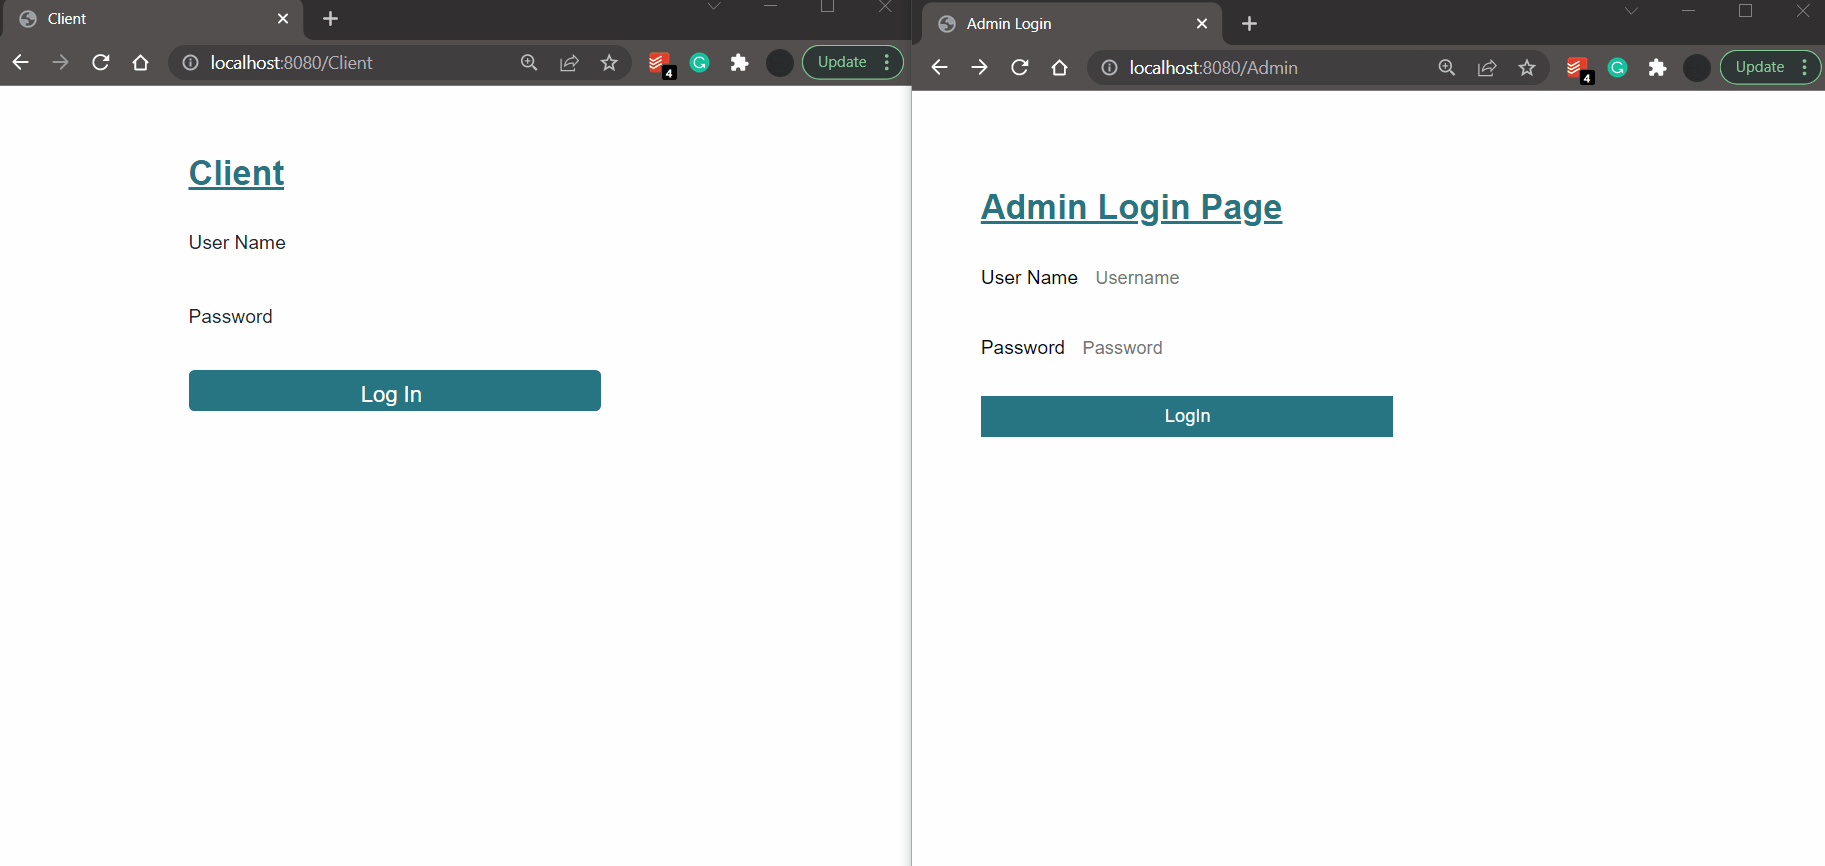 Client
localhost:8080/Client
4
Update
Client
User Name
Password
Log In
Admin Login
localhost:8080/Admin
4
Update
Admin Login Page
User Name Username
Password Password
LogIn